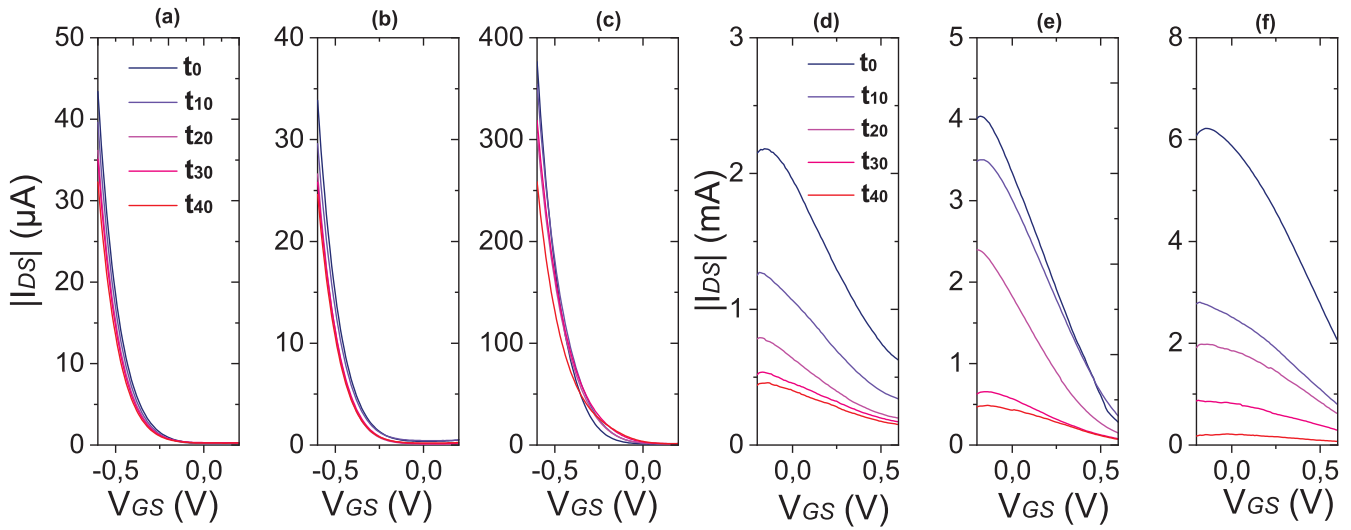 (a)
(b)
(c)
(d)
(e)
(f)
|IDS| (µA)
50
40
30
20
10
0
t0
t10
t20
t30
t40
-0,5
0,0
VGS (V)
40
30
20
10
0
-0,5
0,0
VGS (V)
400
300
200
100
0
-0,5
0,0
VGS (V)
|IDS| (mA)
3
2
1
0
t0
t10
t20
t30
t40
0,0
0,5
VGS (V)
5
4
3
2
1
0
0,0
0,5
VGS (V)
8
6
4
2
0
0,0
0,5
VGS (V)